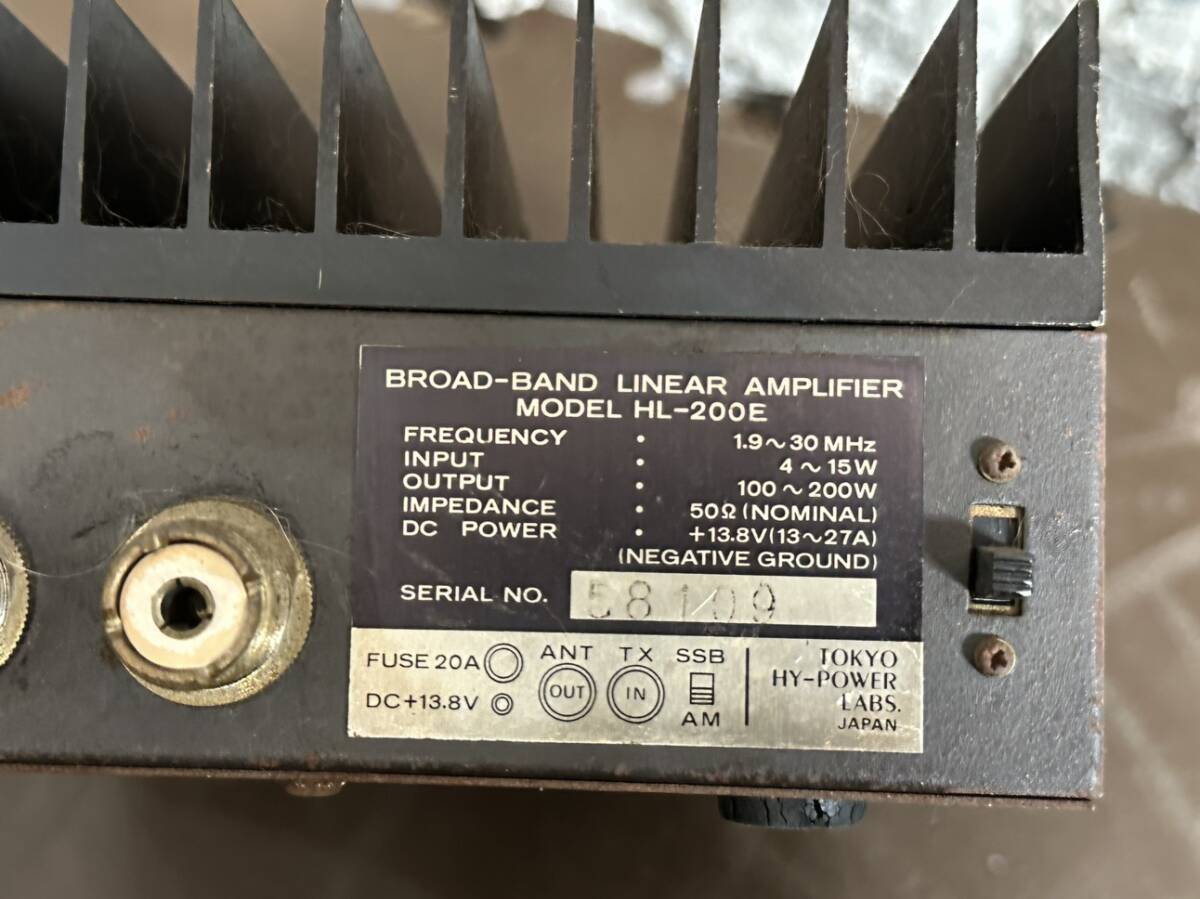 BROAD-BAND LINEAR AMPLIFIER
MODEL HL-200E
FREQUENCY • 1.9~30 MHz
INPUT • 4~15W
OUTPUT • 100~200W
IMPEDANCE • 50Ω (NOMINAL)
DC POWER • +13.8V(13~27A)
(NEGATIVE GROUND)
SERIAL NO. 58109
FUSE 20A ANT TX SSB
OUT IN
DC+13.8V AM
TOKYO
HY-POWER
LABS.
JAPAN